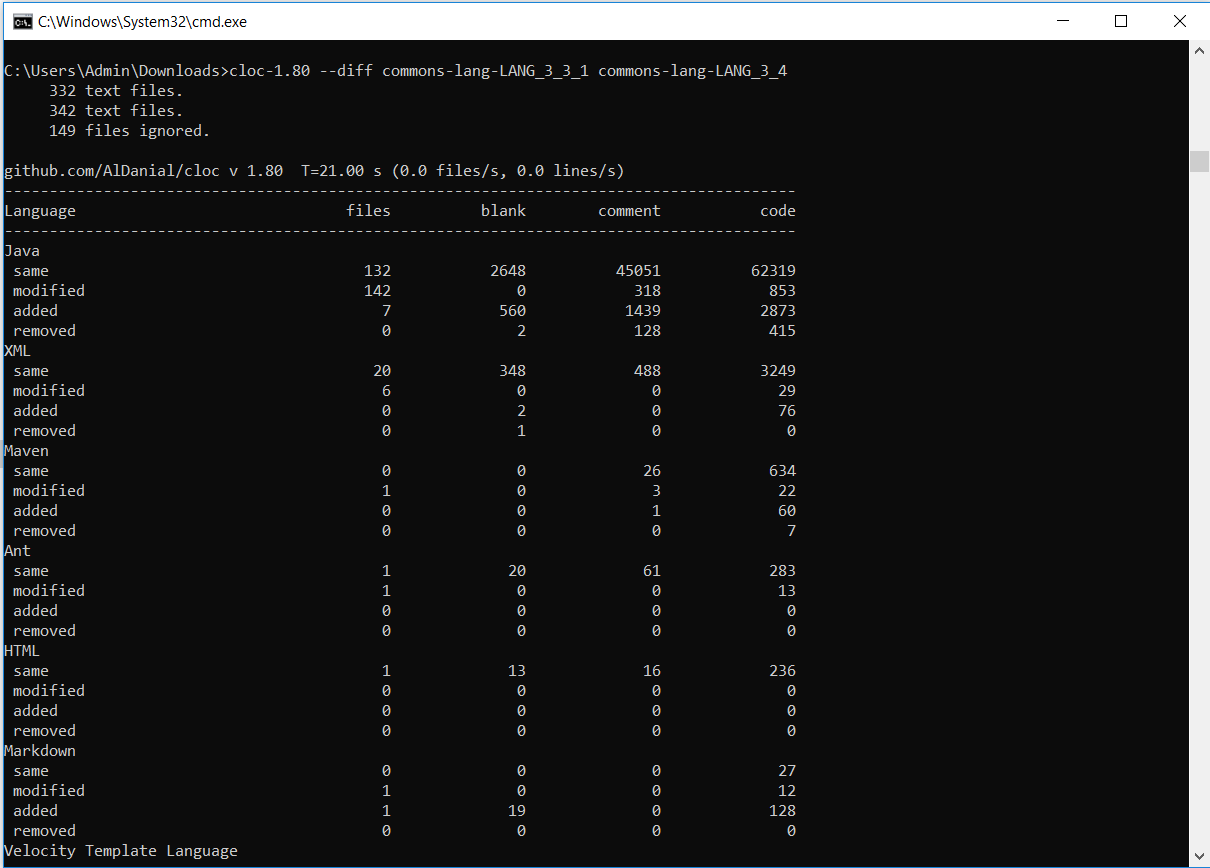 C:\Windows\System32\cmd.exe
C:\Users\Admin\Downloads>cloc-1.80 --diff commons-lang-LANG_3_3_1 commons-lang-LANG_3_4
332 text files.
342 text files.
149 files ignored.
github.com/AlDanial/cloc v 1.80  T=21.00 s (0.0 files/s, 0.0 lines/s)
----------------------------------------------------------------------------------------
Language                              files          blank        comment           code
----------------------------------------------------------------------------------------
Java
 same                                   132           2648          45051          62319
 modified                               142              0            318            853
 added                                    7            560           1439           2873
 removed                                  0              2            128            415
XML
 same                                    20            348            488           3249
 modified                                 6              0              0             29
 added                                    0              2              0             76
 removed                                  0              1              0              0
Maven
 same                                     0              0             26            634
 modified                                 1              0              3             22
 added                                    0              0              1             60
 removed                                  0              0              0              7
Ant
 same                                     1             20             61            283
 modified                                 1              0              0             13
 added                                    0              0              0              0
 removed                                  0              0              0              0
HTML
 same                                     1             13             16            236
 modified                                 0              0              0              0
 added                                    0              0              0              0
 removed                                  0              0              0              0
Markdown
 same                                     0              0              0             27
 modified                                 1              0              0             12
 added                                    1             19              0            128
 removed                                  0              0              0              0
Velocity Template Language